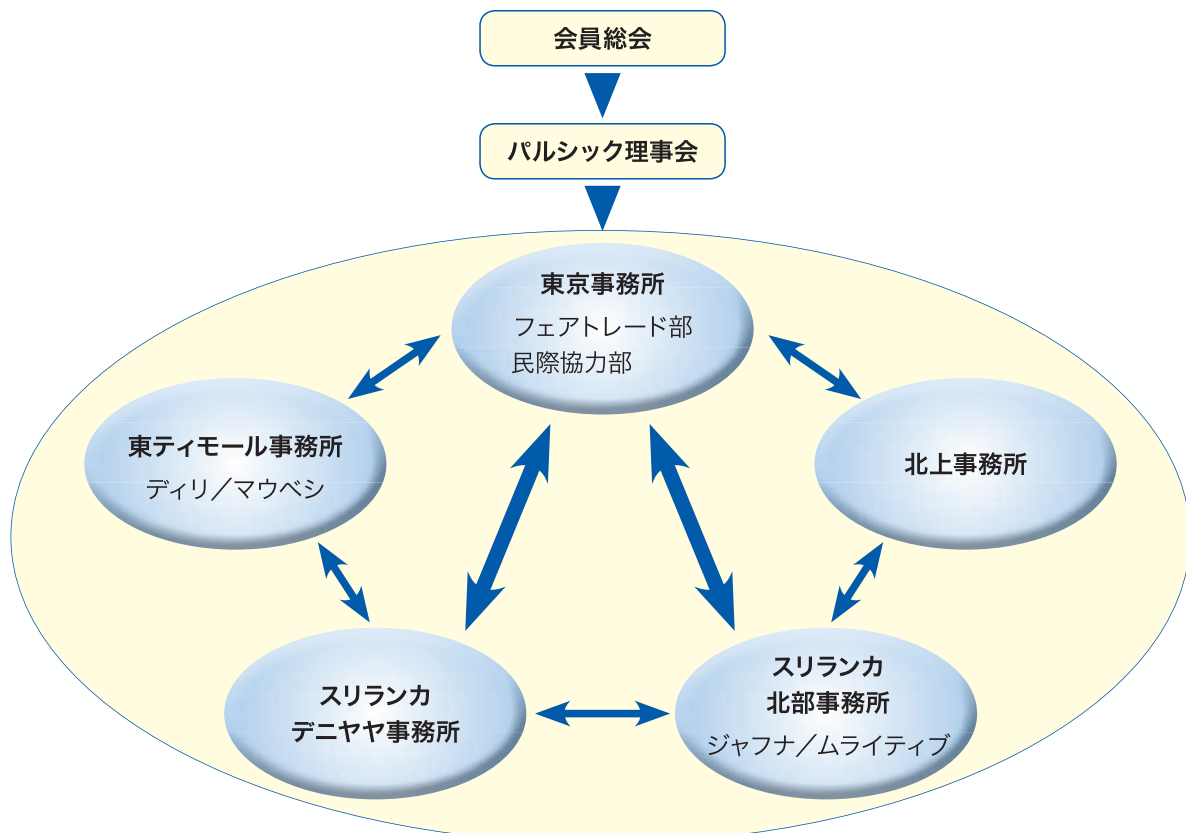 会員総会
パルシック理事会
東京事務所
フェアトレード部
民際協力部
東ティモール事務所
ディリ／マウベシ
北上事務所
スリランカ
デニヤヤ事務所
スリランカ
北部事務所
ジャフナ／ムライティブ